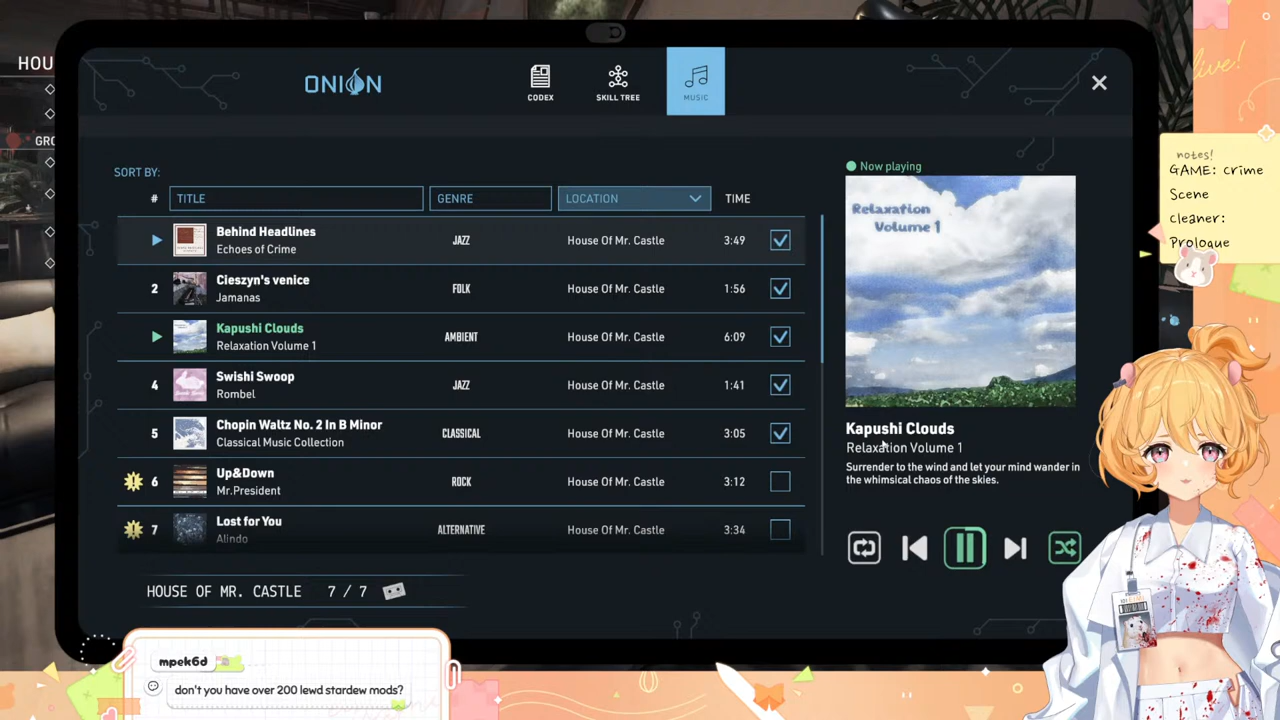 HOU
GRO
ONION
CODEX
SKILL TREE
MUSIC
live!
notes!
GAME: crime
Scene
cleaner:
Prologue
SORT BY:
# TITLE GENRE LOCATION TIME
Behind Headlines
Echoes of Crime
JAZZ House Of Mr. Castle 3:49
2 Cieszyn's venice
Jamanas
FOLK House Of Mr. Castle 1:56
Kapushi Clouds
Relaxation Volume 1
AMBIENT House Of Mr. Castle 6:09
4 Swishi Swoop
Rombel
JAZZ House Of Mr. Castle 1:41
5 Chopin Waltz No. 2 In B Minor
Classical Music Collection
CLASSICAL House Of Mr. Castle 3:05
6 Up&Down
Mr.President
ROCK House Of Mr. Castle 3:12
7 Lost for You
Alindo
ALTERNATIVE House Of Mr. Castle 3:34
HOUSE OF MR. CASTLE 7 / 7
Now playing
Relaxation
Volume 1
Kapushi Clouds
Relaxation Volume 1
Surrender to the wind and let your mind wander in
the whimsical chaos of the skies.
mpek6d
don't you have over 200 lewd stardew mods?